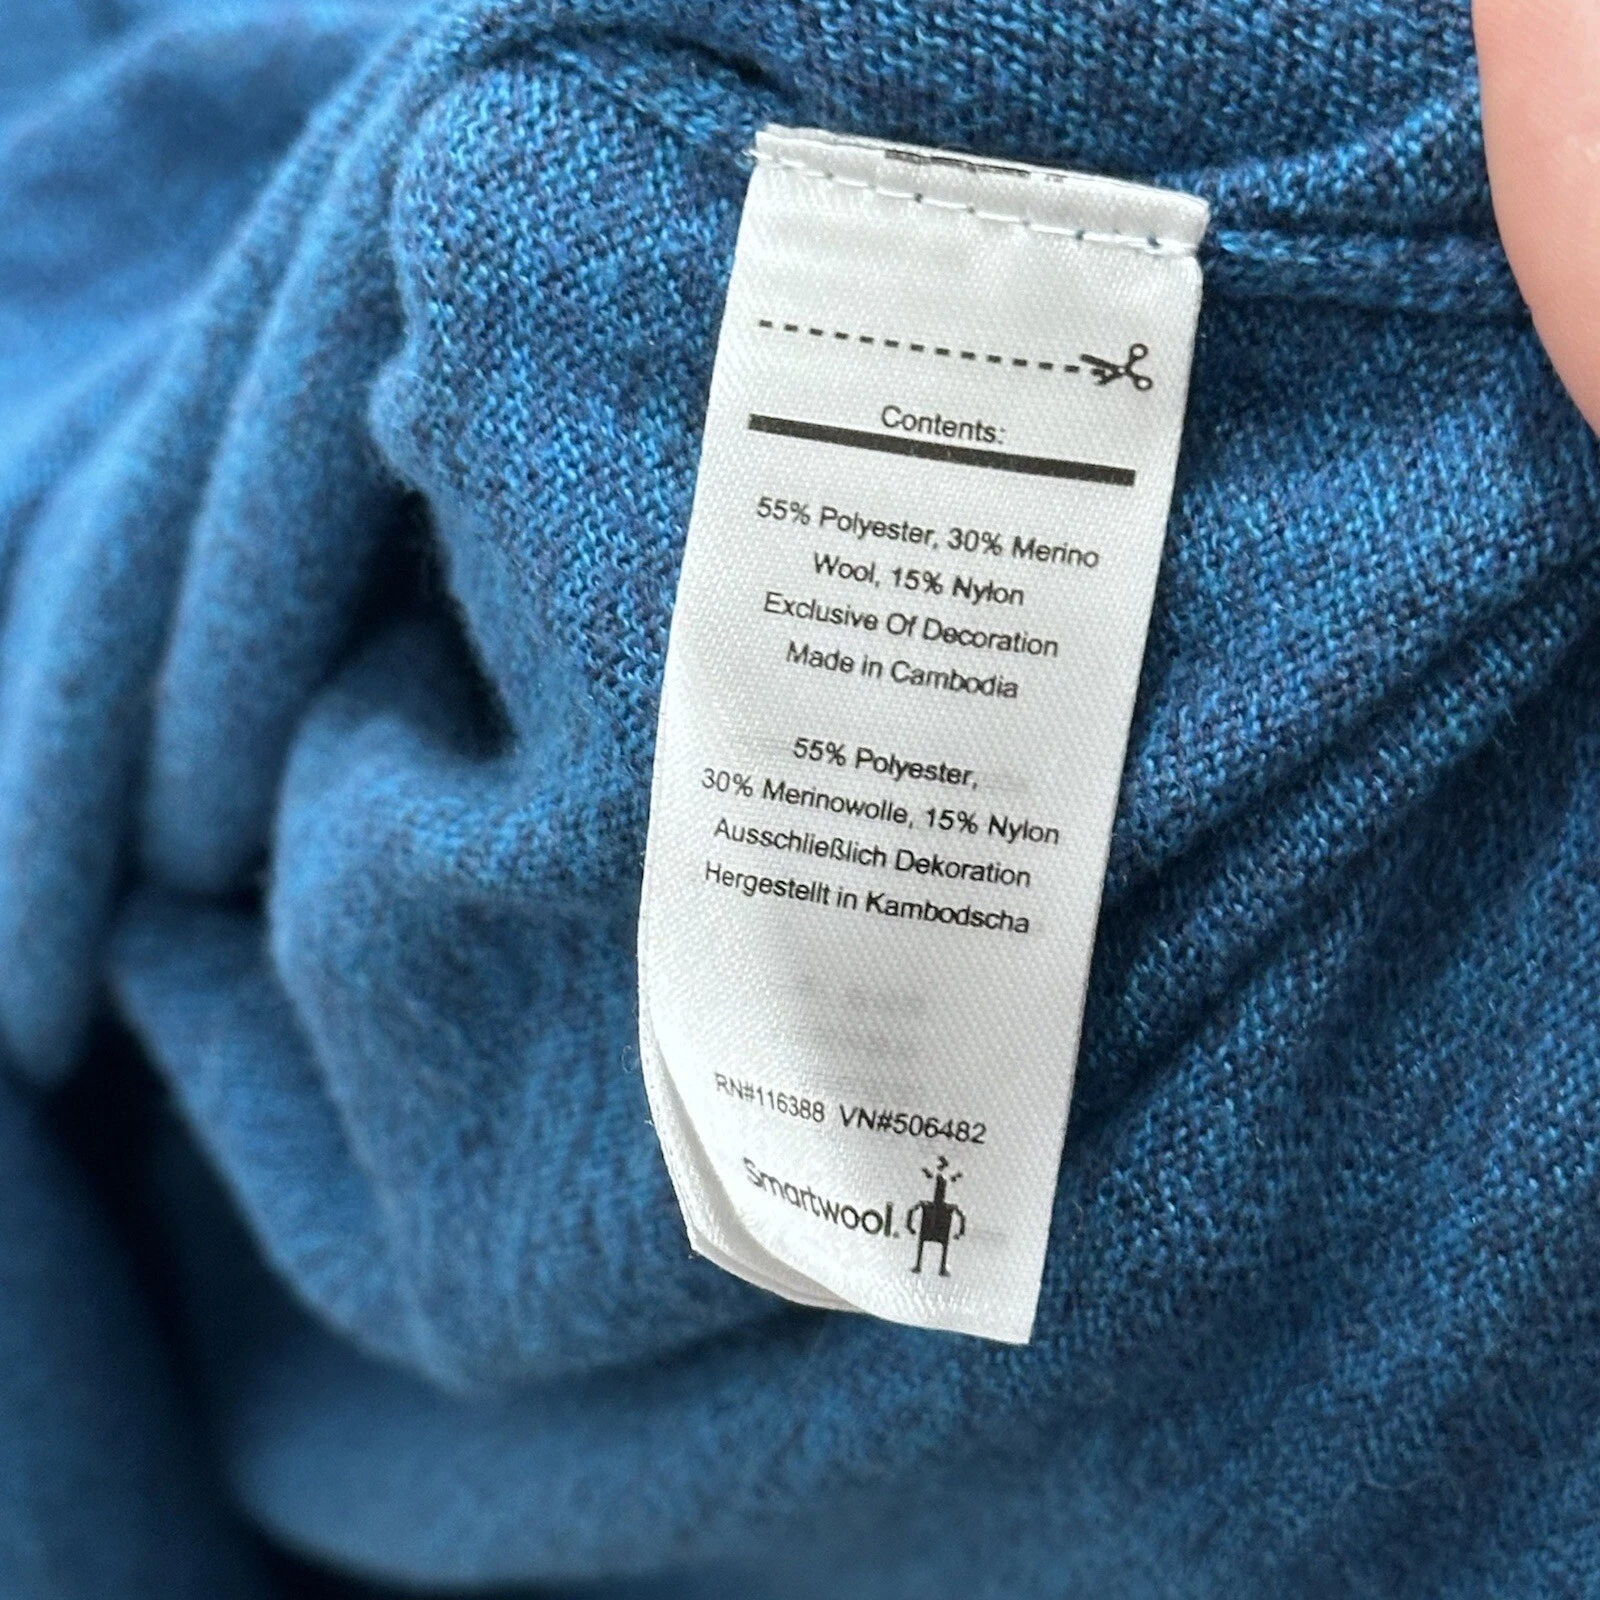 Contents:
55% Polyester, 30% Merino
Wool, 15% Nylon
Exclusive Of Decoration
Made in Cambodia
55% Polyester,
30% Merinowolle, 15% Nylon
Ausschließlich Dekoration
Hergestellt in Kambodscha
RN#116388 VN#506482
Smartwool.